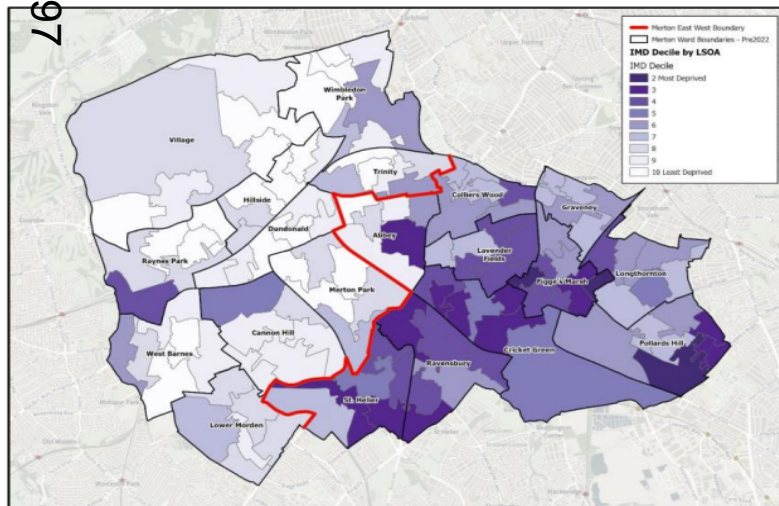 97
Merton East West Boundary
Merton Ward Boundaries - Pre2022
IMD Decile by LSOA
IMD Decile
2 Most Deprived
3
4
5
6
7
8
9
10 Least Deprived
Wimbledon
Park
Village
Trinity
Hillside
Colliers Wood
Graveney
Dundonald
Abbey
Lavender
Fields
Raynes Park
Figge's Marsh
Longthornton
Merton Park
Cannon Hill
West Barnes
Cricket Green
Pollards Hill
Ravensbury
St. Helier
Lower Morden